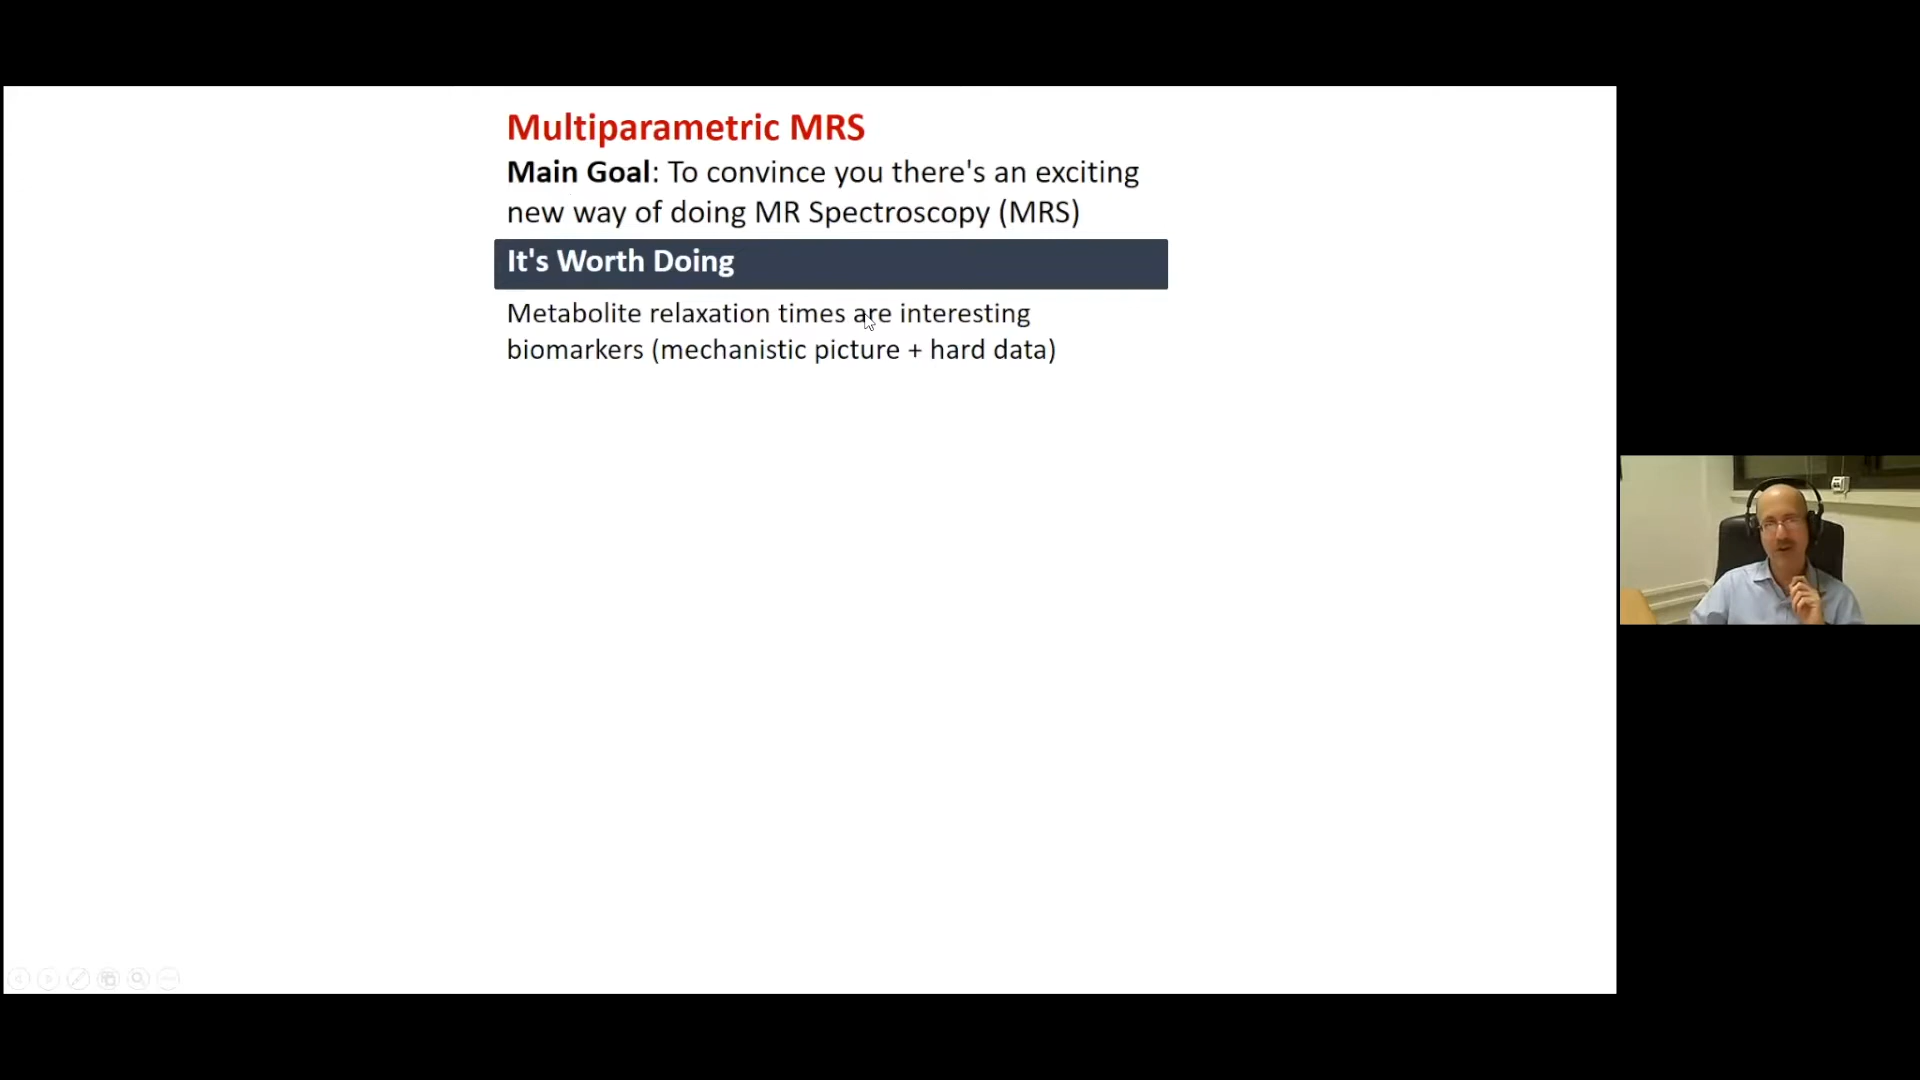 Multiparametric MRS
Main Goal: To convince you there's an exciting
new way of doing MR Spectroscopy (MRS)
It's Worth Doing
Metabolite relaxation times are interesting
biomarkers (mechanistic picture + hard data)